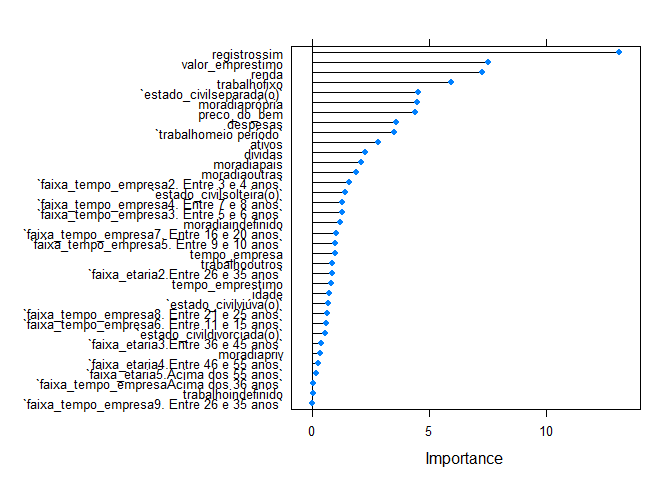 registrossim
valor_emprestimo
renda
trabalhofixo
`estado_civilseparada(o)`
moradiapropria
preco_do_bem
despesas
`trabalhomeio periodo`
ativos
dividas
moradiapais
moradiaoutras
`faixa_tempo_empresa2. Entre 3 e 4 anos`
`estado_civilsolteira(o)`
`faixa_tempo_empresa4. Entre 7 e 8 anos`
`faixa_tempo_empresa3. Entre 5 e 6 anos`
moradiaindefinido
`faixa_tempo_empresa7. Entre 16 e 20 anos`
`faixa_tempo_empresa5. Entre 9 e 10 anos`
tempo_empresa
trabalhooutros
`faixa_etaria2.Entre 26 e 35 anos`
tempo_emprestimo
idade
`estado_civilviúva(o)`
`faixa_tempo_empresa8. Entre 21 e 25 anos`
`faixa_tempo_empresa6. Entre 11 e 15 anos`
`estado_civildivorciada(o)`
`faixa_etaria3.Entre 36 e 45 anos`
moradiapriv
`faixa_etaria4.Entre 46 e 55 anos`
`faixa_etaria5.Acima dos 55 anos`
`faixa_tempo_empresaAcima dos 36 anos`
trabalhoindefinido
`faixa_tempo_empresa9. Entre 26 e 35 anos`
0 5 10
Importance